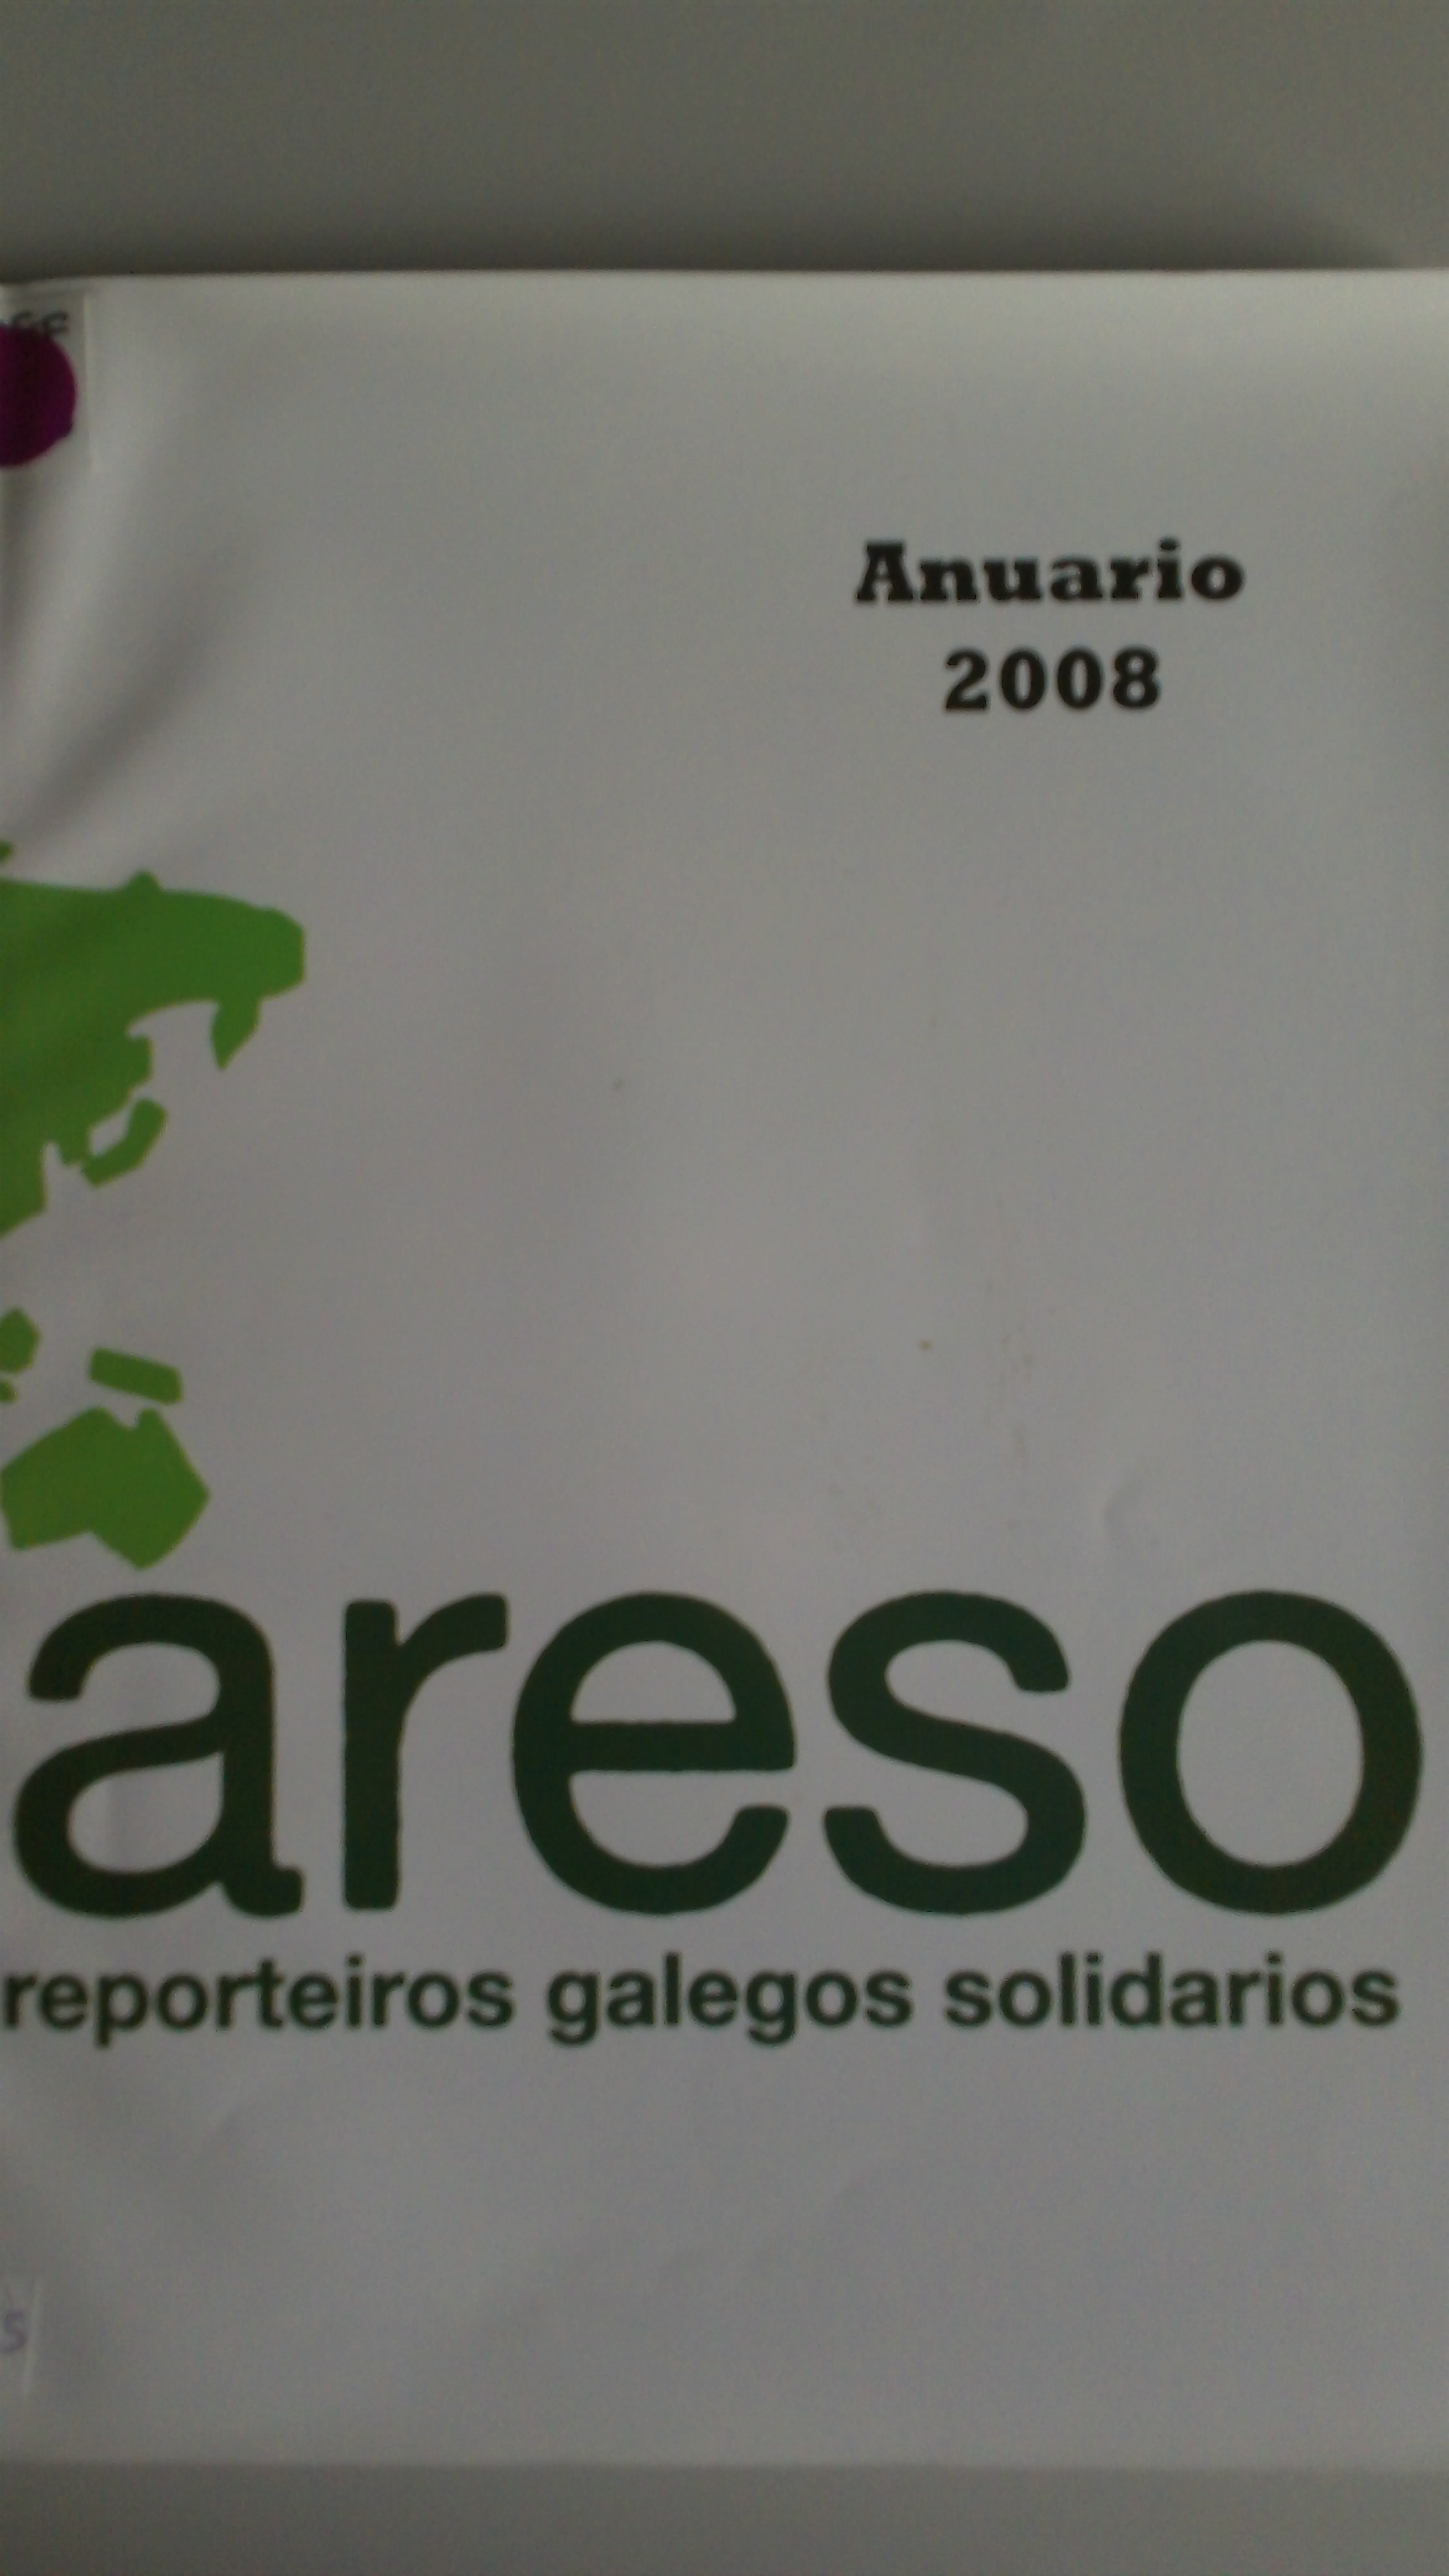 Anuario
2008
areso
reporteiros galegos solidarios